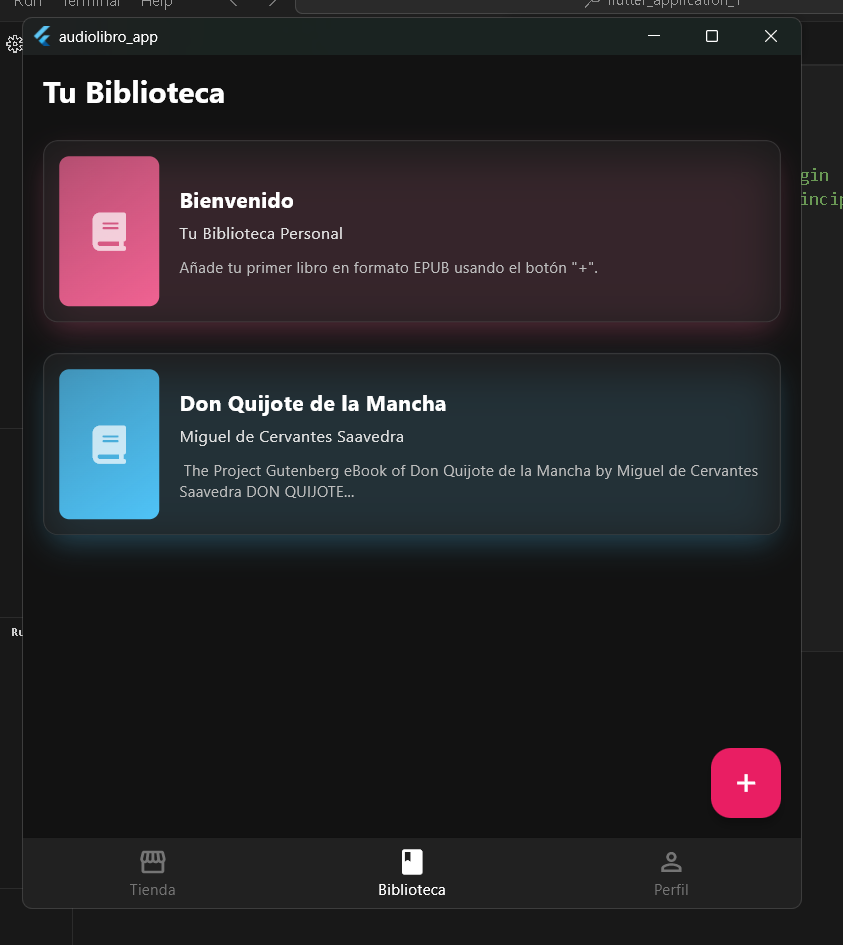 Run Terminal Help
flutter_application_1
audiolibro_app
Tu Biblioteca
gin
Bienvenido
Tu Biblioteca Personal
Añade tu primer libro en formato EPUB usando el botón "+".
Don Quijote de la Mancha
Miguel de Cervantes Saavedra
The Project Gutenberg eBook of Don Quijote de la Mancha by Miguel de Cervantes
Saavedra DON QUIJOTE...
+
Tienda
Biblioteca
Perfil